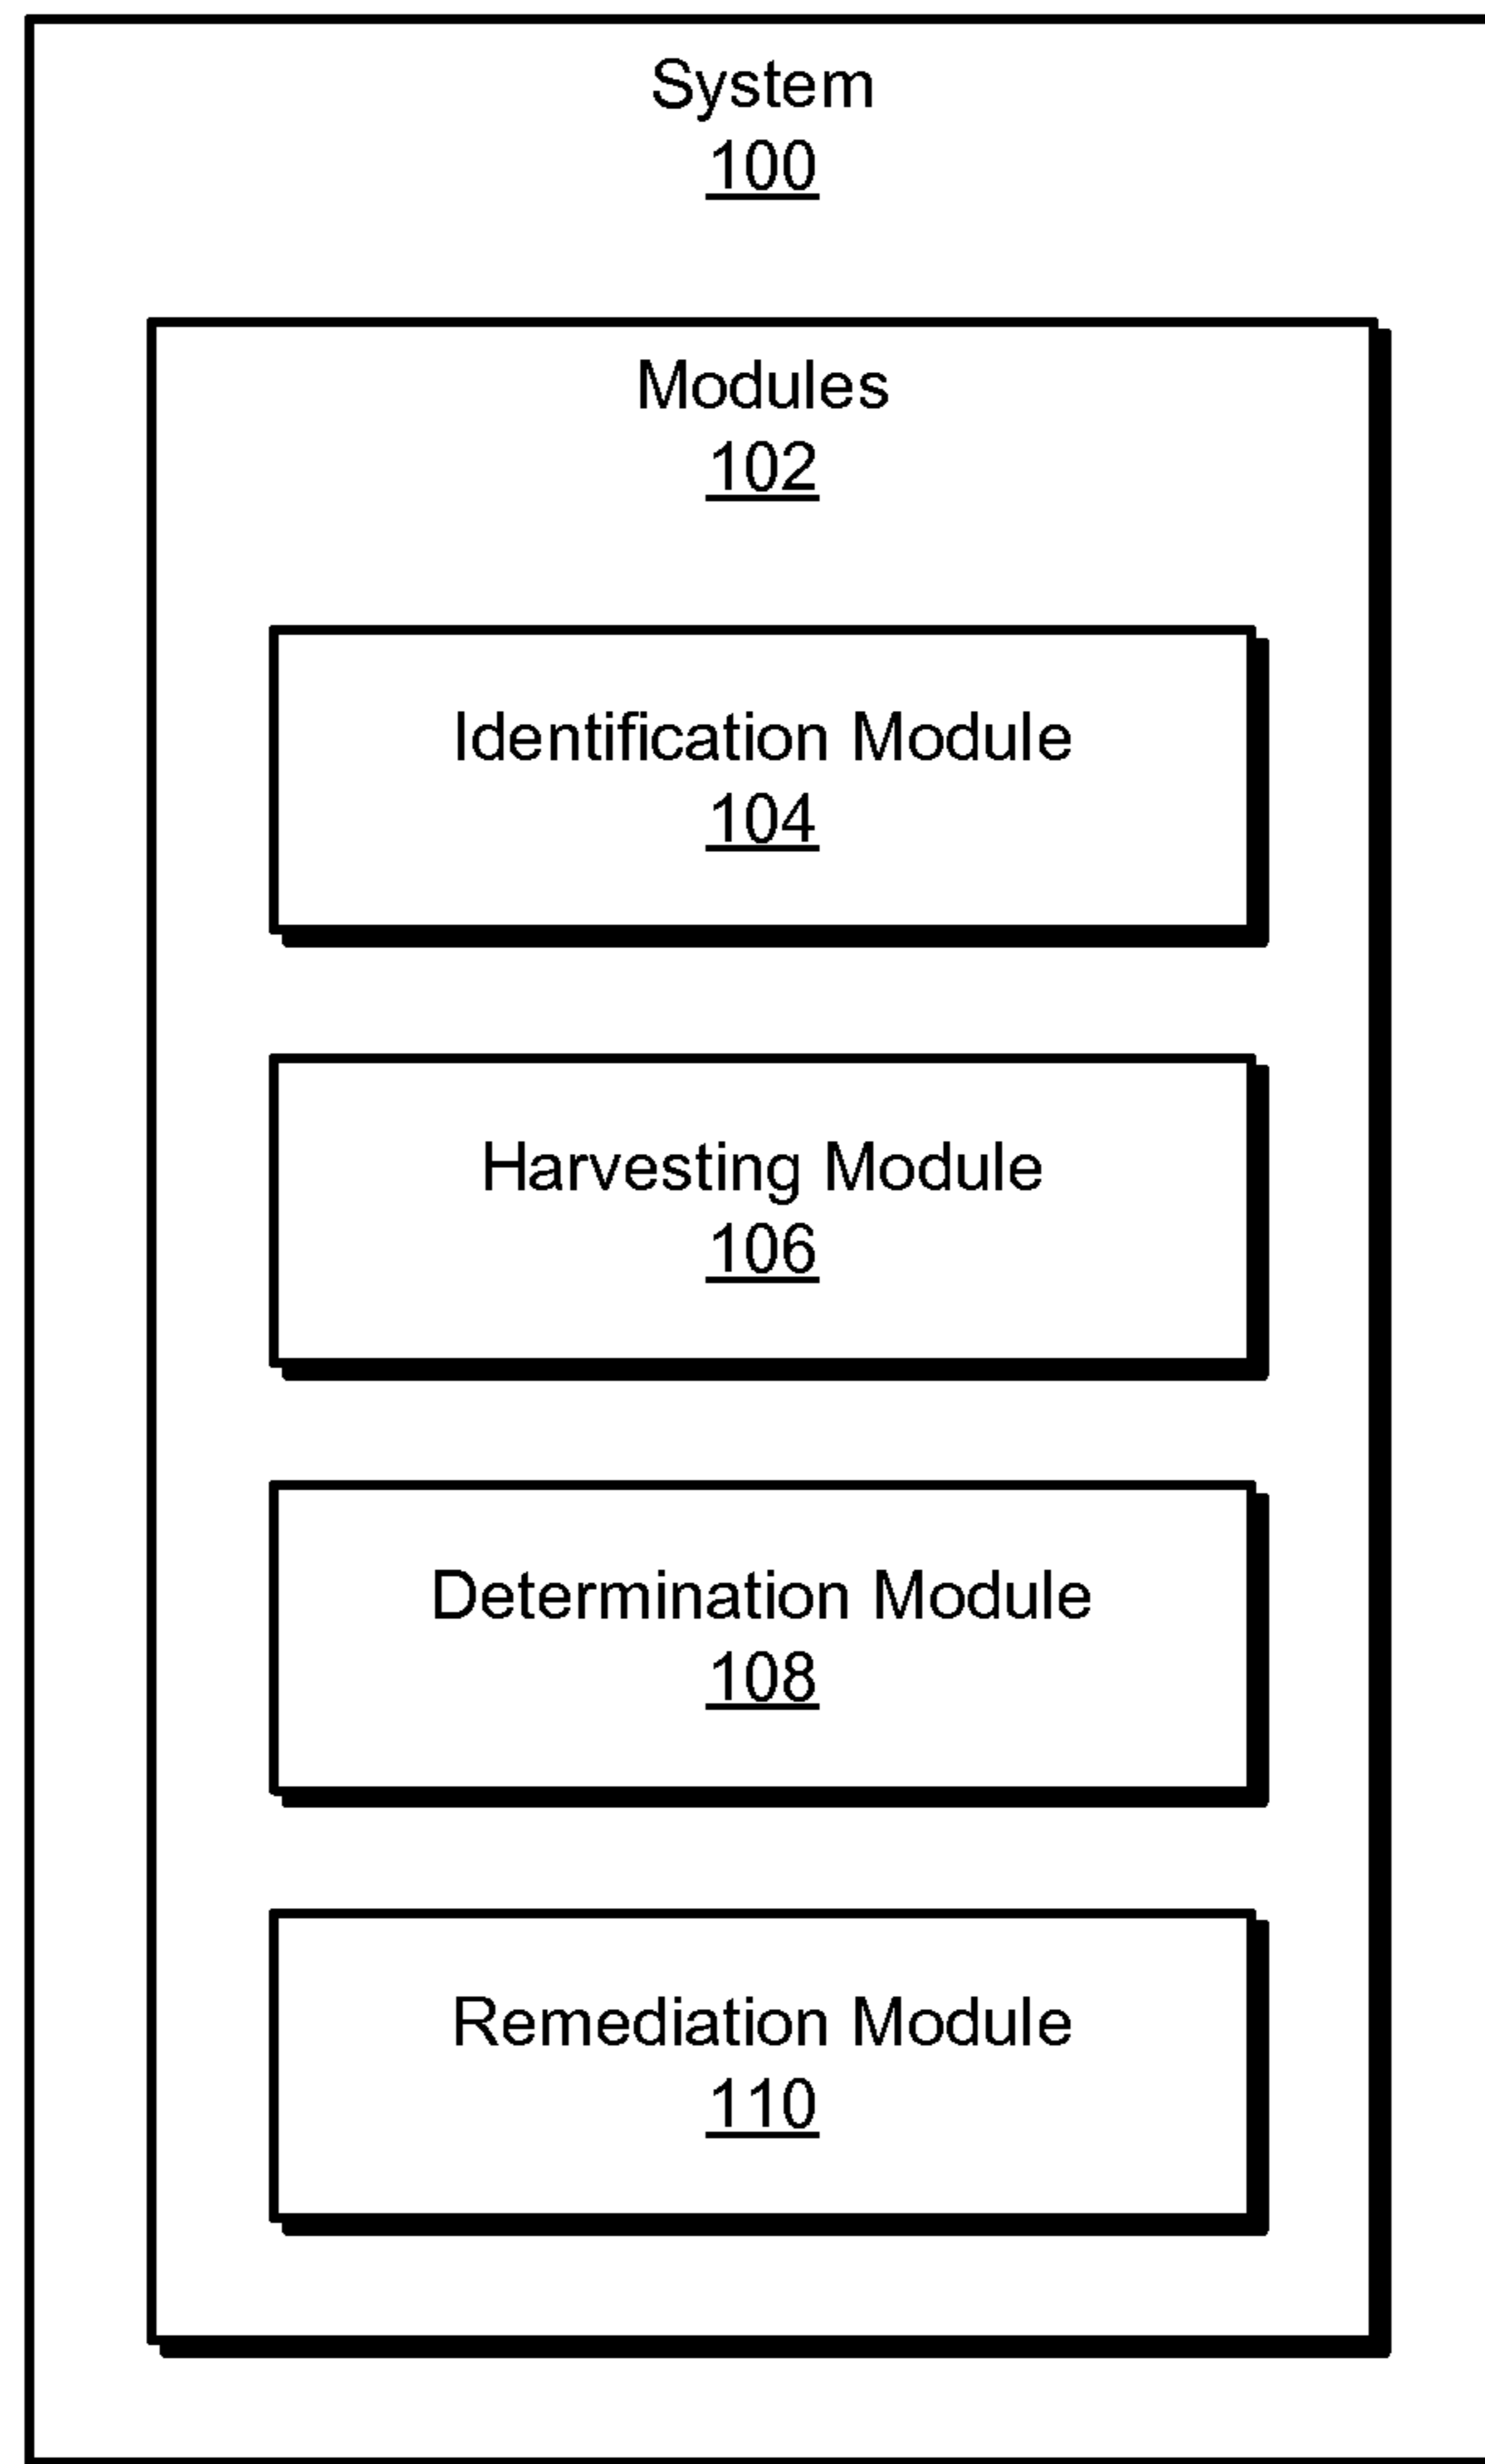 System
100
Modules
102
Identification Module
104
Harvesting Module
106
Determination Module
108
Remediation Module
110